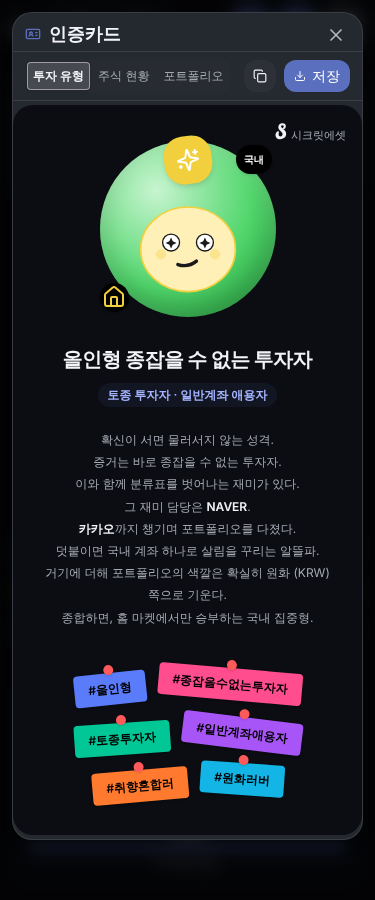 인증카드
투자 유형 주식 현황 포트폴리오 저장
시크릿에셋
국내
올인형 종잡을 수 없는 투자자
토종 투자자 · 일반계좌 애용자
확신이 서면 물러서지 않는 성격.
증거는 바로 종잡을 수 없는 투자자.
이와 함께 분류표를 벗어나는 재미가 있다.
그 재미 담당은 NAVER.
카카오까지 챙기며 포트폴리오를 다졌다.
덧붙이면 국내 계좌 하나로 살림을 꾸리는 알뜰파.
거기에 더해 포트폴리오의 색깔은 확실히 원화 (KRW)
쪽으로 기운다.
종합하면, 홈 마켓에서만 승부하는 국내 집중형.
#올인형 #종잡을수없는투자자
#토종투자자 #일반계좌애용자
#취향혼합러 #원화러버